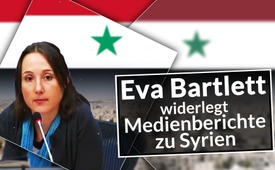 Eva Bartlett
widerlegt
Medienberichte
zu Syrien